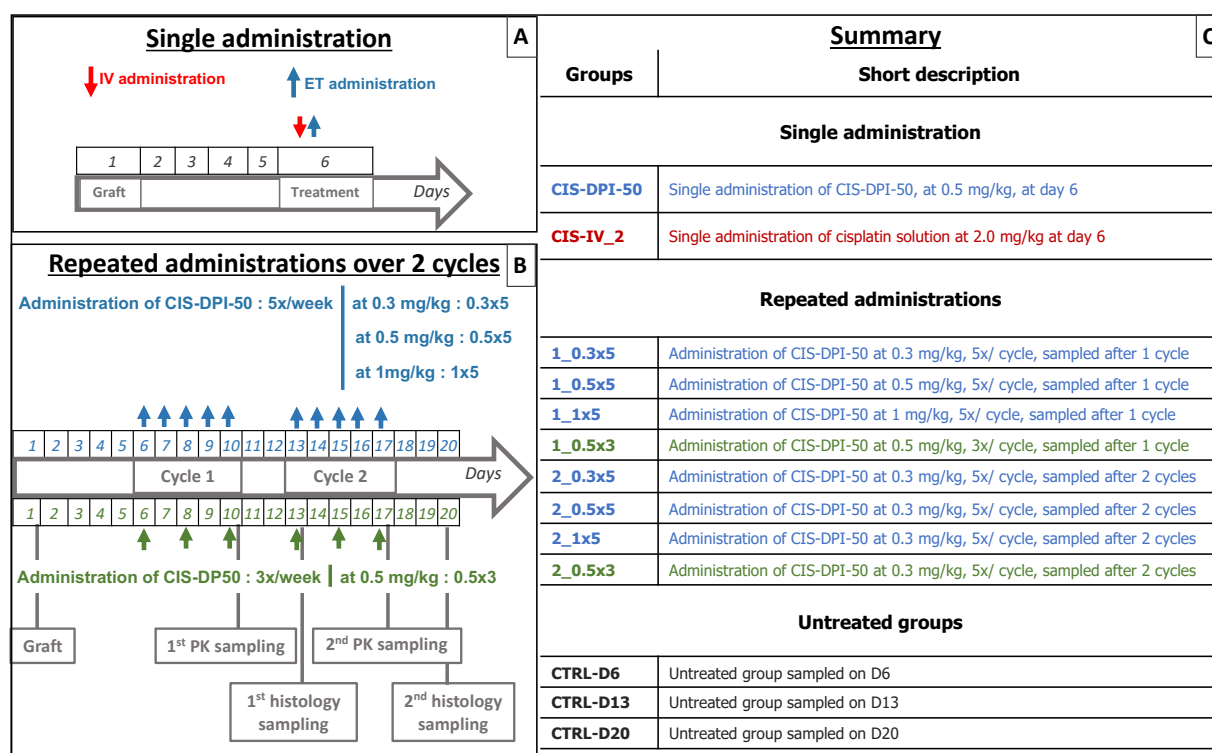 Single administration
A
IV administration
ET administration
1 2 3 4 5 6
Graft Treatment Days
Repeated administrations over 2 cycles
B
Administration of CIS-DPI-50 : 5x/week
at 0.3 mg/kg : 0.3x5
at 0.5 mg/kg : 0.5x5
at 1mg/kg : 1x5
1 2 3 4 5 6 7 8 9 10 11 12 13 14 15 16 17 18 19 20
Cycle 1 Cycle 2 Days
1 2 3 4 5 6 7 8 9 10 11 12 13 14 15 16 17 18 19 20
Administration of CIS-DP50 : 3x/week at 0.5 mg/kg : 0.5x3
Graft
1st PK sampling
2nd PK sampling
1st histology
sampling
2nd histology
sampling
Summary
C
Groups Short description
Single administration
CIS-DPI-50 Single administration of CIS-DPI-50, at 0.5 mg/kg, at day 6
CIS-IV_2 Single administration of cisplatin solution at 2.0 mg/kg at day 6
Repeated administrations
1_0.3x5 Administration of CIS-DPI-50 at 0.3 mg/kg, 5x/ cycle, sampled after 1 cycle
1_0.5x5 Administration of CIS-DPI-50 at 0.5 mg/kg, 5x/ cycle, sampled after 1 cycle
1_1x5 Administration of CIS-DPI-50 at 1 mg/kg, 5x/ cycle, sampled after 1 cycle
1_0.5x3 Administration of CIS-DPI-50 at 0.5 mg/kg, 3x/ cycle, sampled after 1 cycle
2_0.3x5 Administration of CIS-DPI-50 at 0.3 mg/kg, 5x/ cycle, sampled after 2 cycles
2_0.5x5 Administration of CIS-DPI-50 at 0.3 mg/kg, 5x/ cycle, sampled after 2 cycles
2_1x5 Administration of CIS-DPI-50 at 0.3 mg/kg, 5x/ cycle, sampled after 2 cycles
2_0.5x3 Administration of CIS-DPI-50 at 0.3 mg/kg, 5x/ cycle, sampled after 2 cycles
Untreated groups
CTRL-D6 Untreated group sampled on D6
CTRL-D13 Untreated group sampled on D13
CTRL-D20 Untreated group sampled on D20